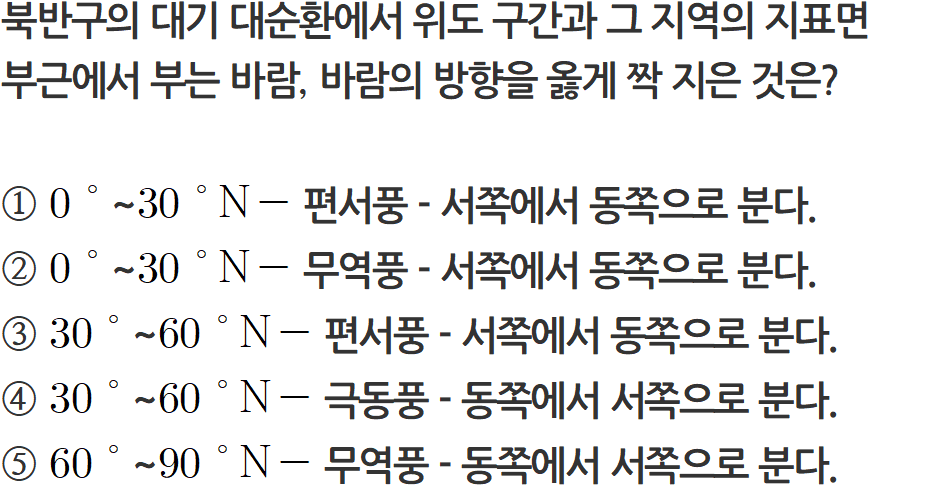 북반구의 대기 대순환에서 위도 구간과 그 지역의 지표면
부근에서 부는 바람, 바람의 방향을 옳게 짝 지은 것은?
① 0 ° ~30 ° N − 편서풍 - 서쪽에서 동쪽으로 분다.
② 0 ° ~30 ° N − 무역풍 - 서쪽에서 동쪽으로 분다.
③ 30 ° ~60 ° N − 편서풍 - 서쪽에서 동쪽으로 분다.
④ 30 ° ~60 ° N − 극동풍 - 동쪽에서 서쪽으로 분다.
⑤ 60 ° ~90 ° N − 무역풍 - 동쪽에서 서쪽으로 분다.